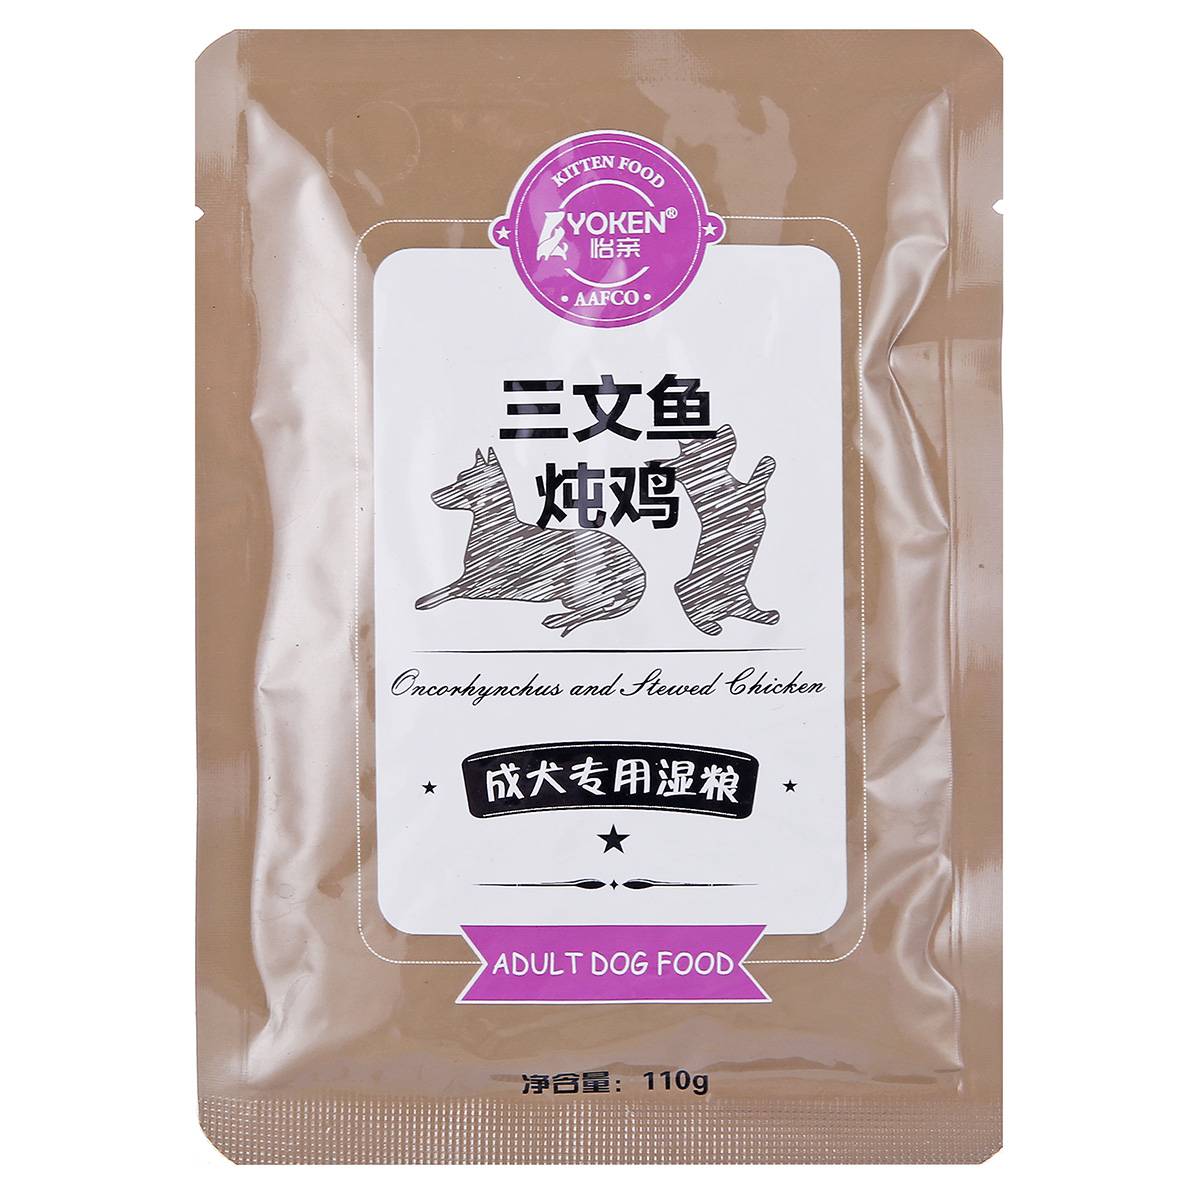 KITTEN FOOD
YOKEN®
怡亲
• AAFCO •
三文鱼
炖鸡
Oncorhynchus and Stewed Chicken
成犬专用湿粮
ADULT DOG FOOD
净含量：110g